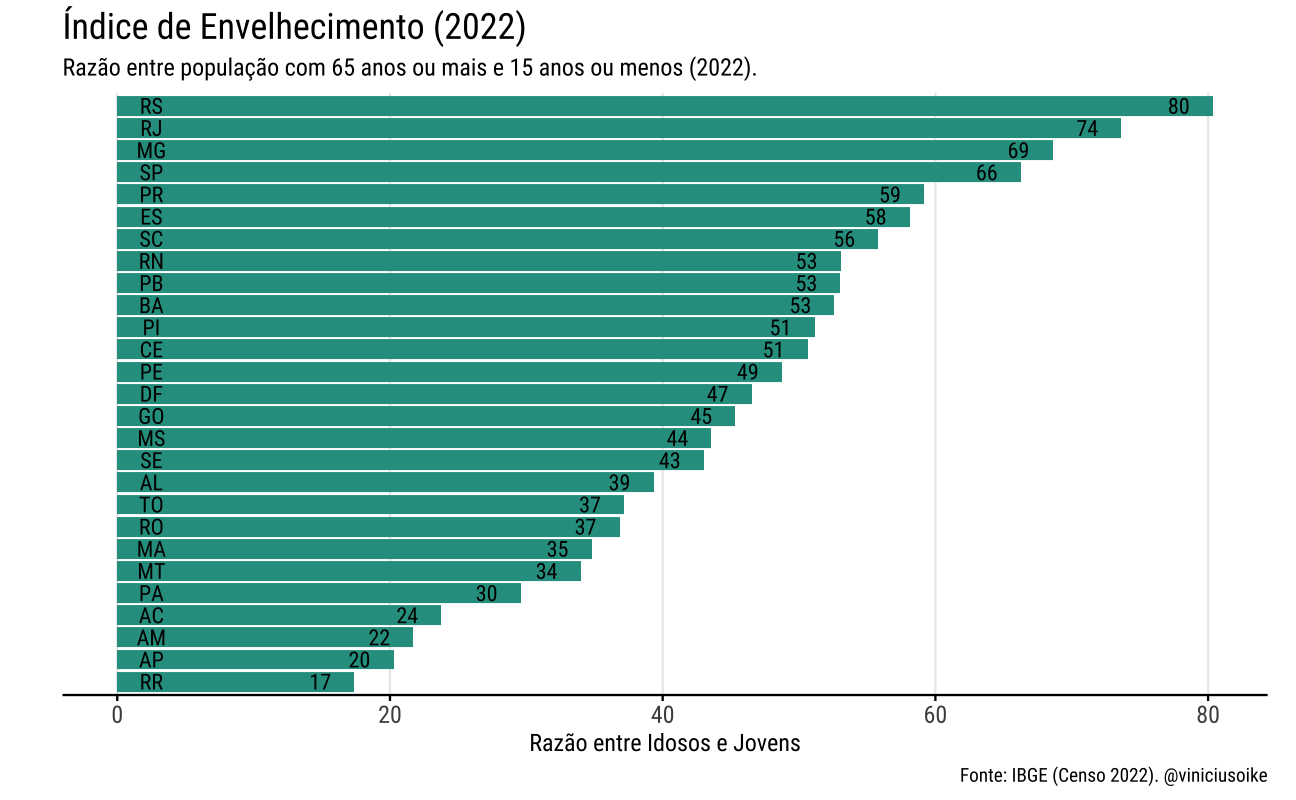 Índice de Envelhecimento (2022)
Razão entre população com 65 anos ou mais e 15 anos ou menos (2022).
RS 80
RJ 74
MG 69
SP 66
PR 59
ES 58
SC 56
RN 53
PB 53
BA 53
PI 51
CE 51
PE 49
DF 47
GO 45
MS 44
SE 43
AL 39
TO 37
RO 37
MA 35
MT 34
PA 30
AC 24
AM 22
AP 20
RR 17
0 20 40 60 80
Razão entre Idosos e Jovens
Fonte: IBGE (Censo 2022). @viniciusoike